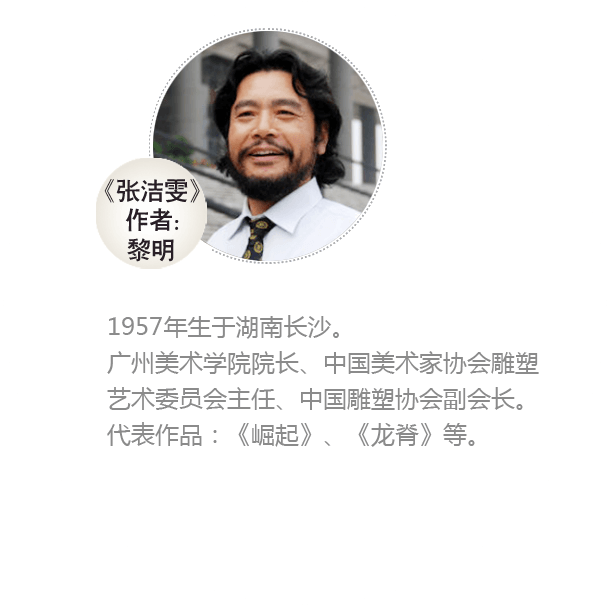 《张洁雯》
作者:
黎明
1957年生于湖南长沙。
广州美术学院院长、中国美术家协会雕塑
艺术委员会主任、中国雕塑协会副会长。
代表作品：《崛起》、《龙脊》等。